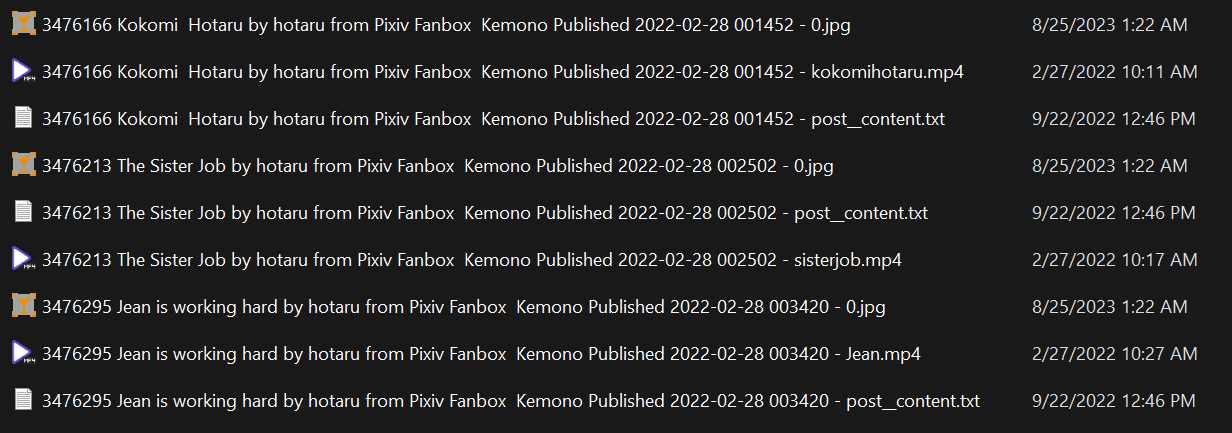 3476166 Kokomi  Hotaru by hotaru from Pixiv Fanbox  Kemono Published 2022-02-28 001452 - 0.jpg 8/25/2023 1:22 AM
3476166 Kokomi  Hotaru by hotaru from Pixiv Fanbox  Kemono Published 2022-02-28 001452 - kokomihotaru.mp4 2/27/2022 10:11 AM
3476166 Kokomi  Hotaru by hotaru from Pixiv Fanbox  Kemono Published 2022-02-28 001452 - post__content.txt 9/22/2022 12:46 PM
3476213 The Sister Job by hotaru from Pixiv Fanbox  Kemono Published 2022-02-28 002502 - 0.jpg 8/25/2023 1:22 AM
3476213 The Sister Job by hotaru from Pixiv Fanbox  Kemono Published 2022-02-28 002502 - post__content.txt 9/22/2022 12:46 PM
3476213 The Sister Job by hotaru from Pixiv Fanbox  Kemono Published 2022-02-28 002502 - sisterjob.mp4 2/27/2022 10:17 AM
3476295 Jean is working hard by hotaru from Pixiv Fanbox  Kemono Published 2022-02-28 003420 - 0.jpg 8/25/2023 1:22 AM
3476295 Jean is working hard by hotaru from Pixiv Fanbox  Kemono Published 2022-02-28 003420 - Jean.mp4 2/27/2022 10:27 AM
3476295 Jean is working hard by hotaru from Pixiv Fanbox  Kemono Published 2022-02-28 003420 - post__content.txt 9/22/2022 12:46 PM